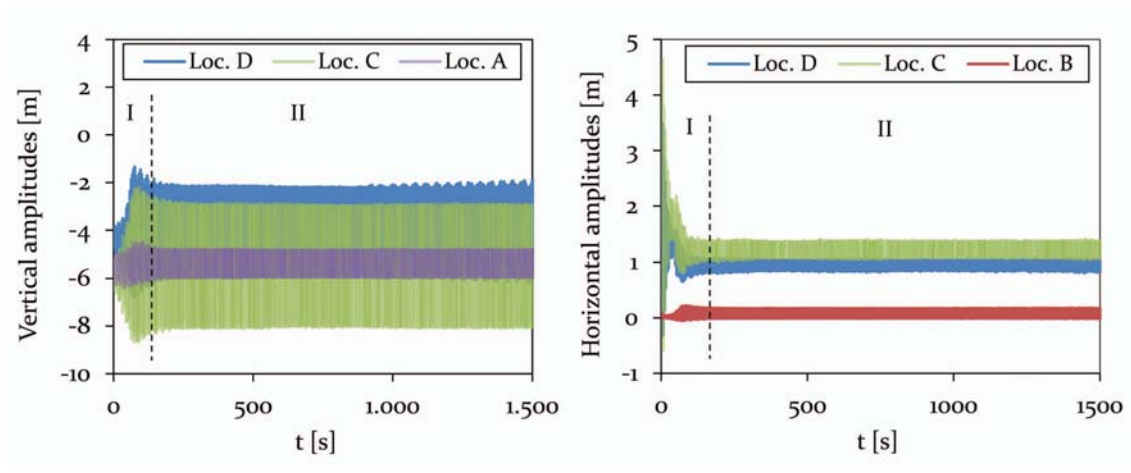 Vertical amplitudes [m]
4
2
0
-2
-4
-6
-8
-10
Loc. D Loc. C Loc. A
I II
0 500 1.000 1.500
t [s]
Horizontal amplitudes [m]
5
4
3
2
1
0
-1
Loc. D Loc. C Loc. B
I II
0 500 1000 1500
t [s]